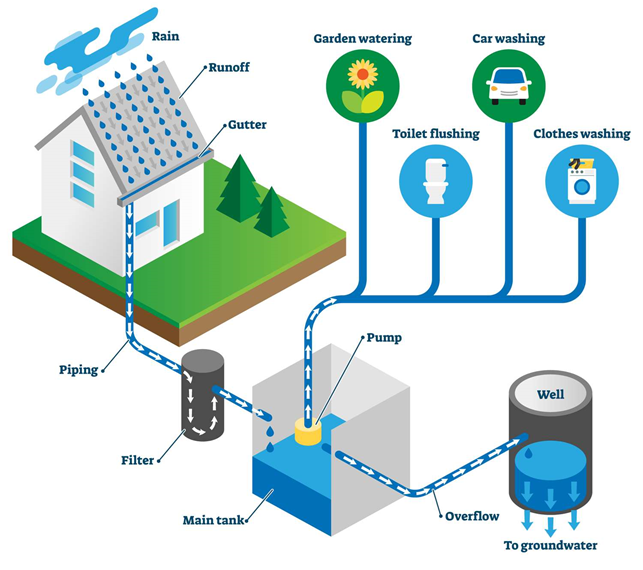 Rain
Runoff
Gutter
Garden watering
Car washing
Toilet flushing
Clothes washing
Piping
Filter
Pump
Main tank
Overflow
Well
To groundwater